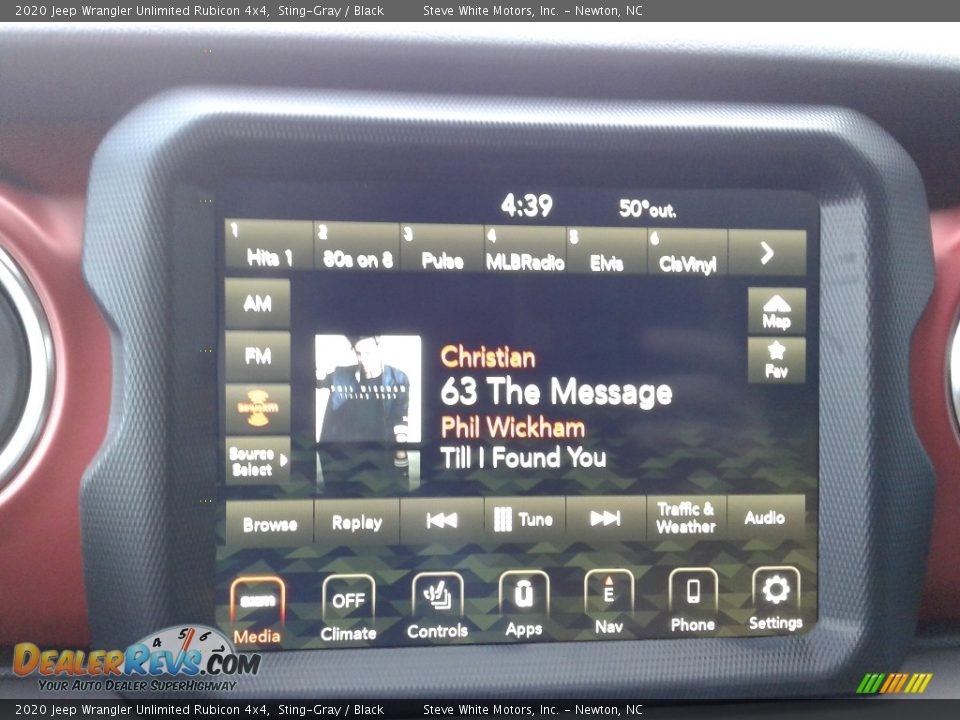 2020 Jeep Wrangler Unlimited Rubicon 4x4, Sting-Gray / Black Steve White Motors, Inc. - Newton, NC
4:39 50°out.
1 2 3 4 5 6
Hits 1 80s on 8 Pulse MLBRadio Elvis ClsVinyl >
AM
Map
FM
Fav
SiriusXM
Source
Select
Christian
63 The Message
Phil Wickham
Till I Found You
Browse Replay Tune Traffic & Weather Audio
OFF E
Media Climate Controls Apps Nav Phone Settings
4 5 6
DealerRevs.com
Your Auto Dealer SuperHighway
2020 Jeep Wrangler Unlimited Rubicon 4x4, Sting-Gray / Black Steve White Motors, Inc. - Newton, NC